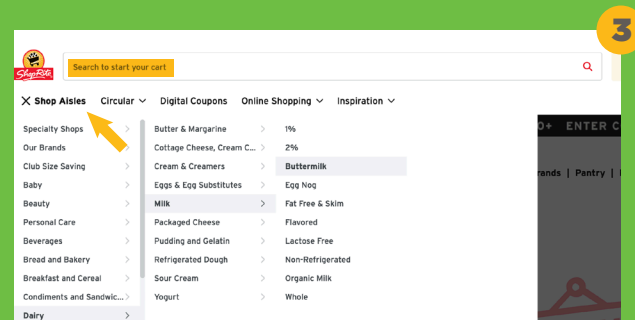 3
ShopRite
Search to start your cart
Shop Aisles Circular Digital Coupons Online Shopping Inspiration
0+ ENTER C
rands | Pantry |
Specialty Shops
Our Brands
Club Size Saving
Baby
Beauty
Personal Care
Beverages
Bread and Bakery
Breakfast and Cereal
Condiments and Sandwic...
Dairy
Butter & Margarine
Cottage Cheese, Cream C...
Cream & Creamers
Eggs & Egg Substitutes
Milk
Packaged Cheese
Pudding and Gelatin
Refrigerated Dough
Sour Cream
Yogurt
1%
2%
Buttermilk
Egg Nog
Fat Free & Skim
Flavored
Lactose Free
Non-Refrigerated
Organic Milk
Whole